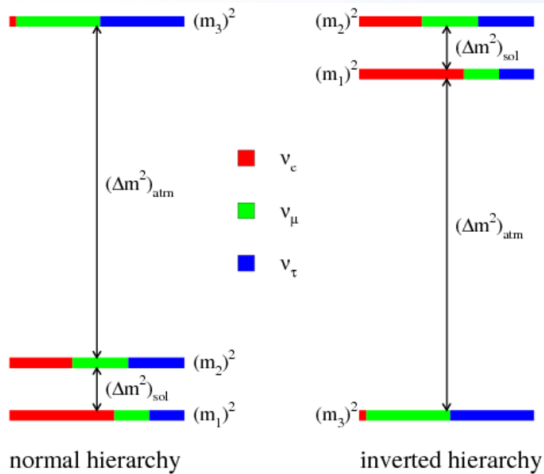 (m₃)²
(m₂)²
(Δm²)sol
(m₁)²
(Δm²)atm
νe
νμ
ντ
(Δm²)atm
(m₂)²
(Δm²)sol
(m₁)²
(m₃)²
normal hierarchy
inverted hierarchy